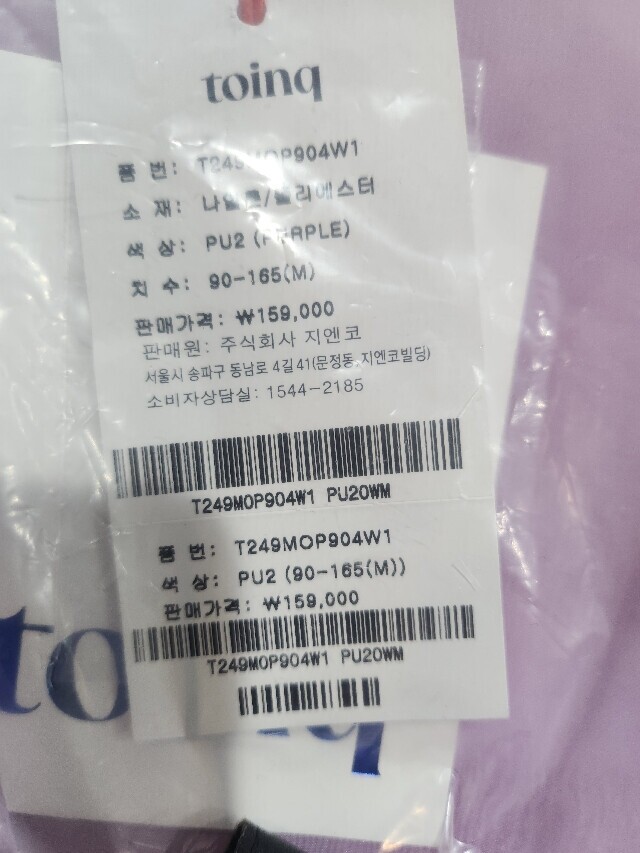 toinq
품 번: T249MOP904W1
소 재: 나일론/폴리에스터
색 상: PU2 (PURPLE)
치 수: 90-165(M)
판매가격: ₩159,000
판매원: 주식회사 지엔코
서울시 송파구 동남로 4길 41(문정동, 지엔코빌딩)
소비자상담실: 1544-2185
T249MOP904W1 PU20WM
품 번: T249MOP904W1
색 상: PU2 (90-165(M))
판매가격: ₩159,000
T249MOP904W1 PU20WM
toinq